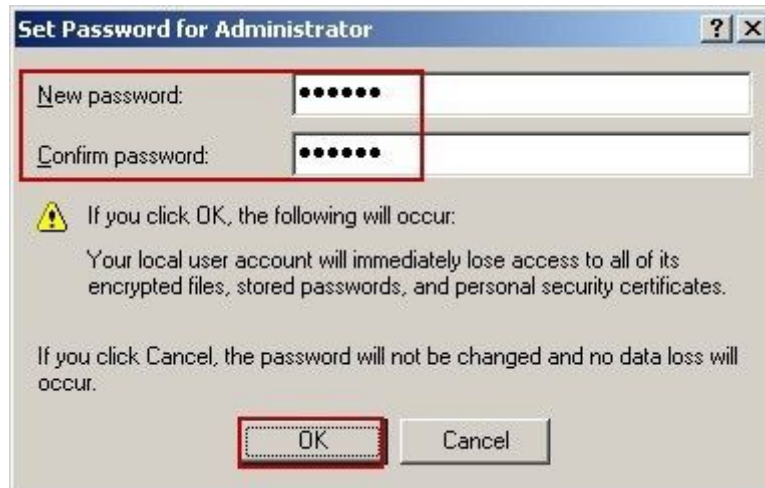 Set Password for Administrator
New password:
••••••
Confirm password:
••••••
If you click OK, the following will occur:
Your local user account will immediately lose access to all of its
encrypted files, stored passwords, and personal security certificates.
If you click Cancel, the password will not be changed and no data loss will
occur.
OK
Cancel